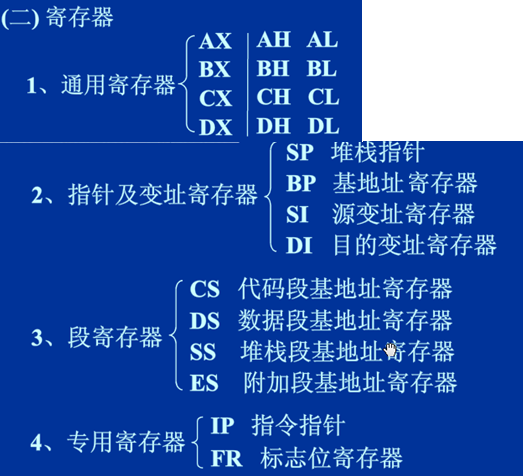 (二) 寄存器
1、通用寄存器
AX AH AL
BX BH BL
CX CH CL
DX DH DL
2、指针及变址寄存器
SP 堆栈指针
BP 基地址寄存器
SI 源变址寄存器
DI 目的变址寄存器
3、段寄存器
CS 代码段基地址寄存器
DS 数据段基地址寄存器
SS 堆栈段基地址寄存器
ES 附加段基地址寄存器
4、专用寄存器
IP 指令指针
FR 标志位寄存器